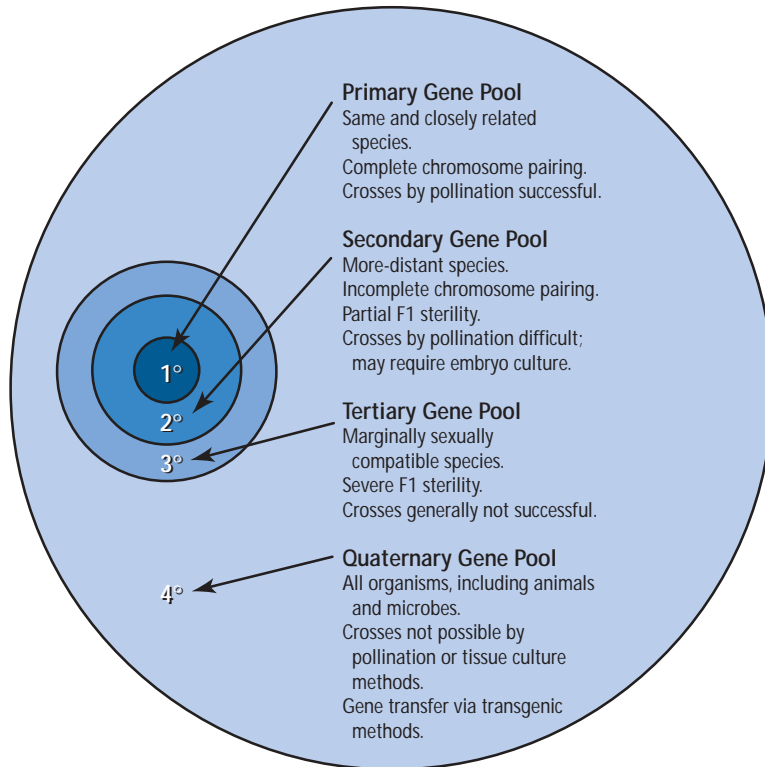 Primary Gene Pool
Same and closely related
species.
Complete chromosome pairing.
Crosses by pollination successful.
Secondary Gene Pool
More-distant species.
Incomplete chromosome pairing.
Partial F1 sterility.
Crosses by pollination difficult;
may require embryo culture.
1°
2°
Tertiary Gene Pool
Marginally sexually
compatible species.
Severe F1 sterility.
Crosses generally not successful.
3°
Quaternary Gene Pool
All organisms, including animals
and microbes.
Crosses not possible by
pollination or tissue culture
methods.
Gene transfer via transgenic
methods.
4°